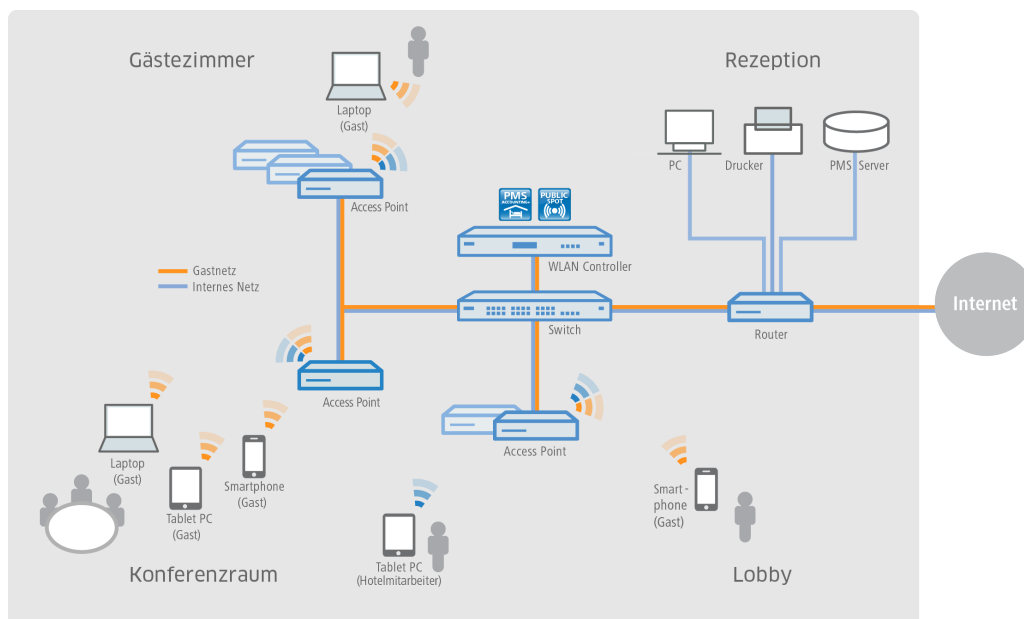 Gästezimmer
Rezeption
Laptop
(Gast)
PC
Drucker
PMS Server
Access Point
PMS
ACCOUNTING+
PUBLIC
SPOT
WLAN Controller
Gastnetz
Internes Netz
Internet
Switch
Router
Access Point
Access Point
Laptop
(Gast)
Smartphone
(Gast)
Smart-
phone
(Gast)
Tablet PC
(Gast)
Tablet PC
(Hotelmitarbeiter)
Konferenzraum
Lobby